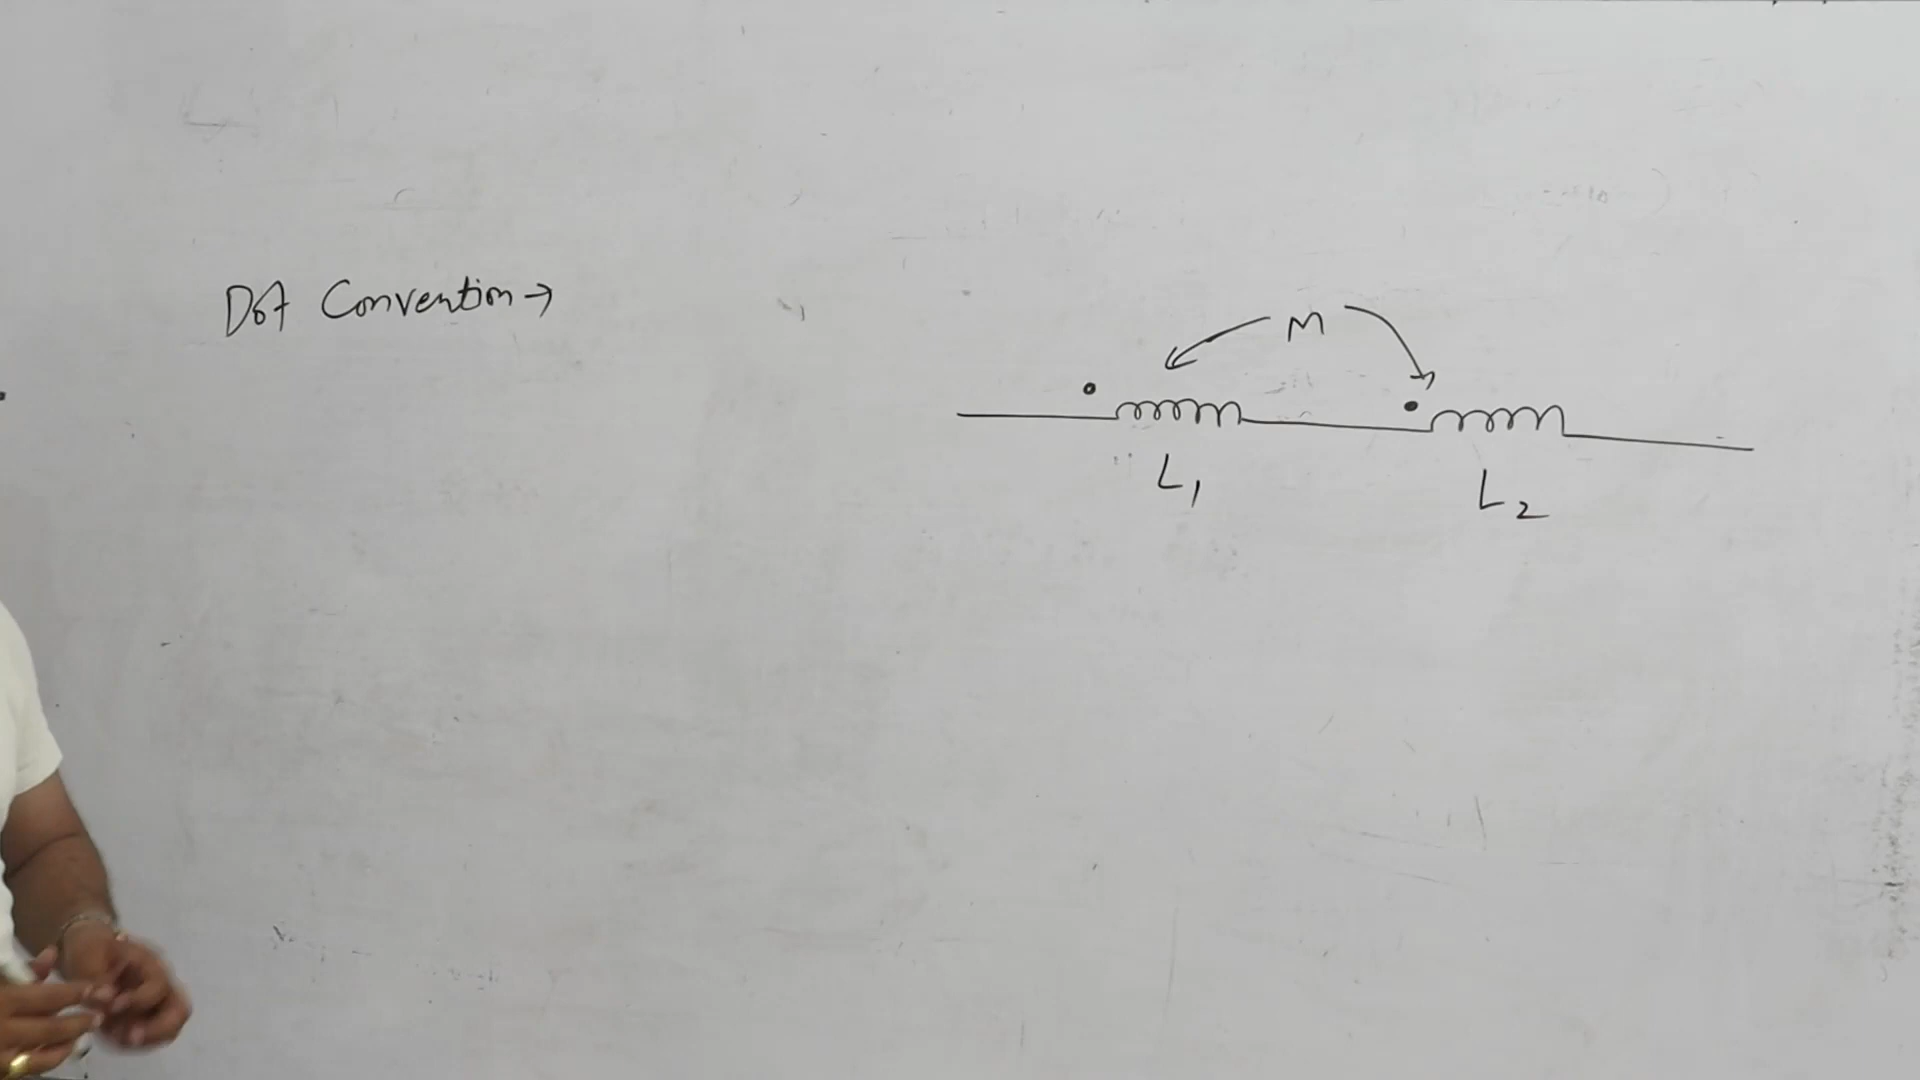 Dot Convention →
M
L₁
L₂